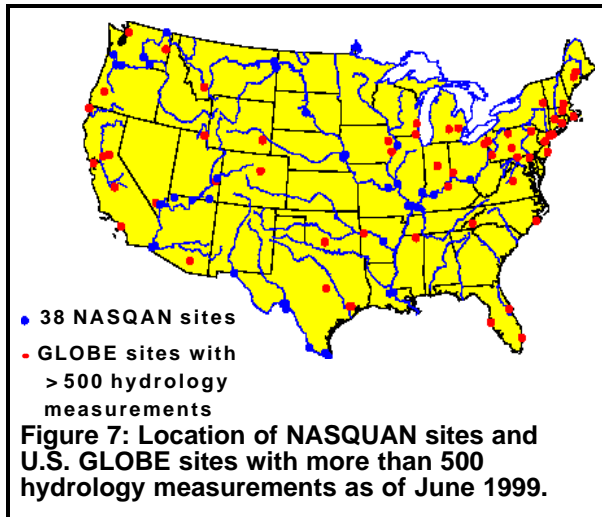 38 NASQAN sites
GLOBE sites with
> 500 hydrology
measurements
Figure 7: Location of NASQUAN sites and
U.S. GLOBE sites with more than 500
hydrology measurements as of June 1999.